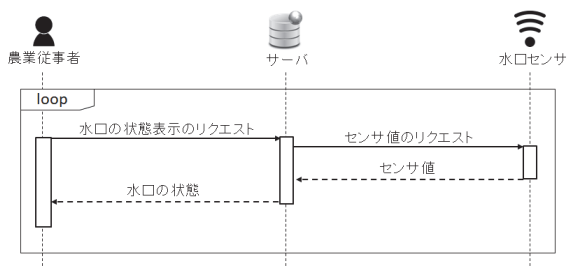 農業従事者
サーバ
水口センサ
loop
水口の状態表示のリクエスト
センサ値のリクエスト
センサ値
水口の状態